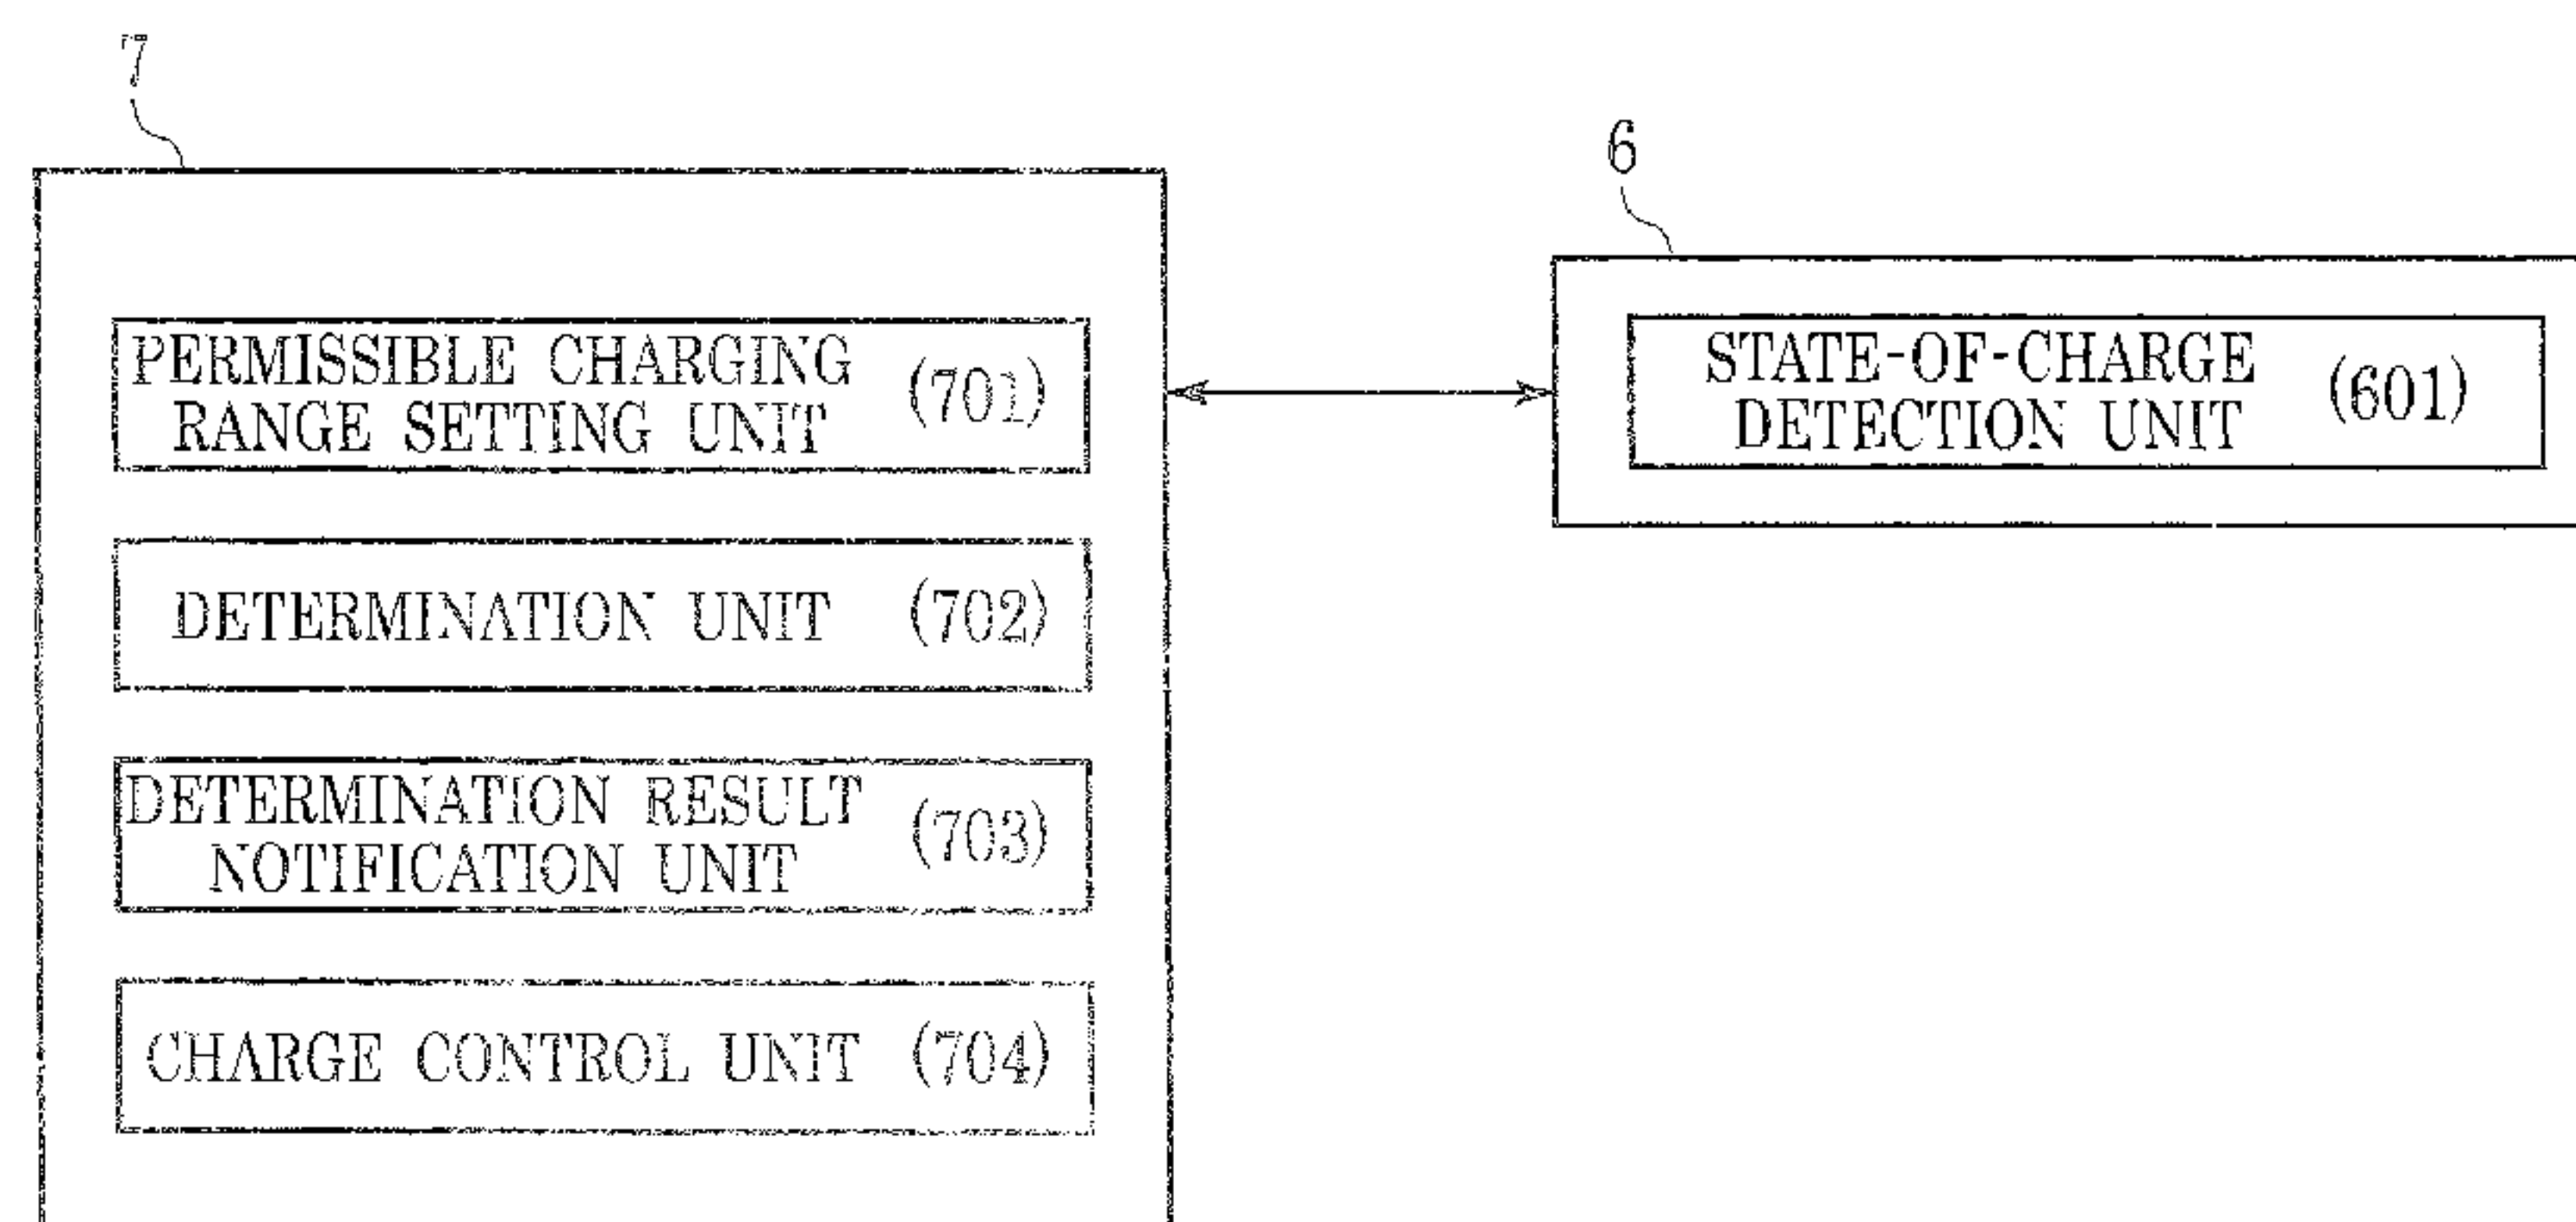 7
6
PERMISSIBLE CHARGING
RANGE SETTING UNIT
(701)
STATE-OF-CHARGE
DETECTION UNIT
(601)
DETERMINATION UNIT (702)
DETERMINATION RESULT
NOTIFICATION UNIT
(703)
CHARGE CONTROL UNIT (704)